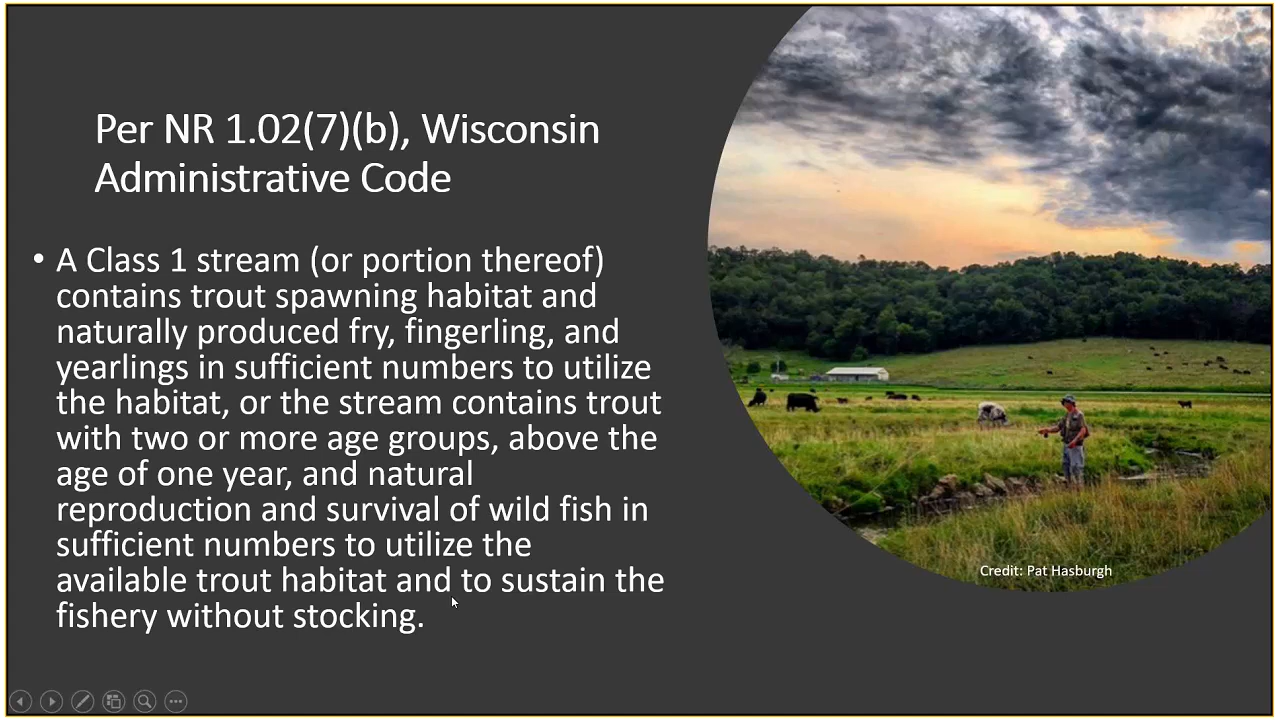 Per NR 1.02(7)(b), Wisconsin
Administrative Code
• A Class 1 stream (or portion thereof)
contains trout spawning habitat and
naturally produced fry, fingerling, and
yearlings in sufficient numbers to utilize
the habitat, or the stream contains trout
with two or more age groups, above the
age of one year, and natural
reproduction and survival of wild fish in
sufficient numbers to utilize the
available trout habitat and to sustain the
fishery without stocking.
Credit: Pat Hasburgh